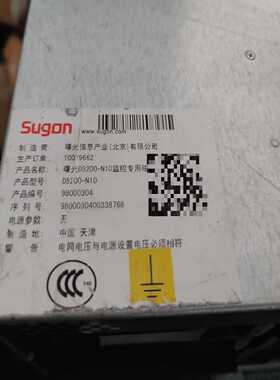 Sugon
www.sugon.com
制 造 商： 曙光信息产业(北京)有限公司
生产订单：
产品名称： 曙光DS200-N10监控专用
产品型号： DS200-N10
产品编号： 98000304
序 列 号： 9800030400338768
电源参数： 无
制 造 地： 中国 天津
警 告： 电网电压与电源设置电压必须相符